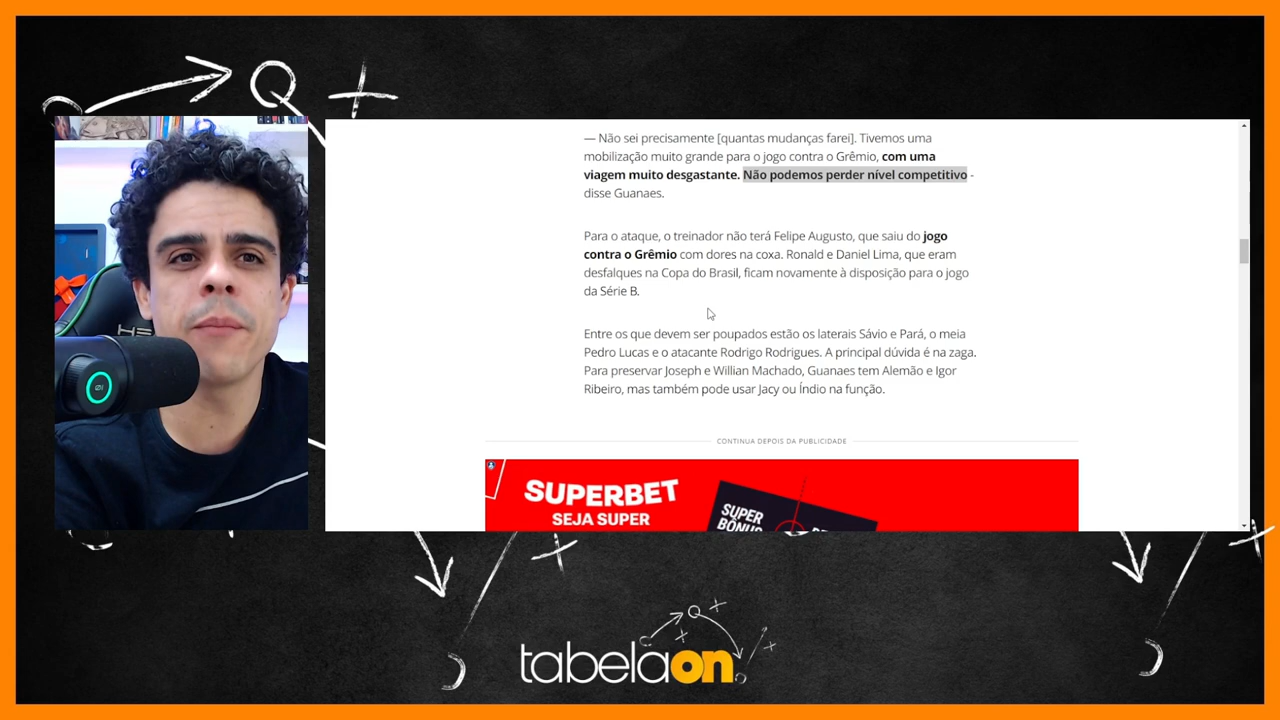 — Não sei precisamente [quantas mudanças farei]. Tivemos uma
mobilização muito grande para o jogo contra o Grêmio, com uma
viagem muito desgastante. Não podemos perder nível competitivo -
disse Guanaes.
Para o ataque, o treinador não terá Felipe Augusto, que saiu do jogo
contra o Grêmio com dores na coxa. Ronald e Daniel Lima, que eram
desfalques na Copa do Brasil, ficam novamente à disposição para o jogo
da Série B.
Entre os que devem ser poupados estão os laterais Sávio e Pará, o meia
Pedro Lucas e o atacante Rodrigo Rodrigues. A principal dúvida é na zaga.
Para preservar Joseph e Willian Machado, Guanaes tem Alemão e Igor
Ribeiro, mas também pode usar Jacy ou Índio na função.
CONTINUA DEPOIS DA PUBLICIDADE
SUPERBET
SEJA SUPER
SUPER
BÔNUS
tabelaon